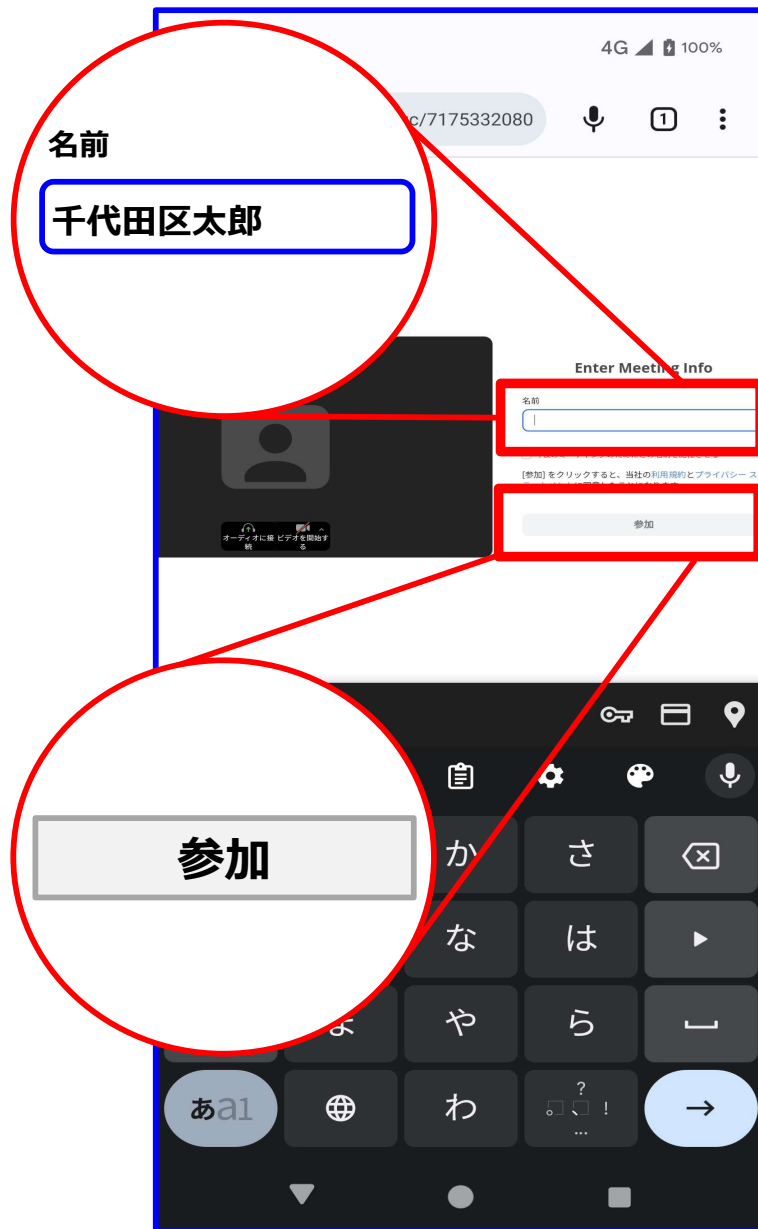 4G 100%
c/7175332080
1
名前
千代田区太郎
Enter Meeting Info
名前
[参加] をクリックすると、当社の利用規約とプライバシー ス
参加
オーディオに接続
ビデオを開始する
参加
か
さ
な
は
ま
や
ら
あa1
わ
。、?!…